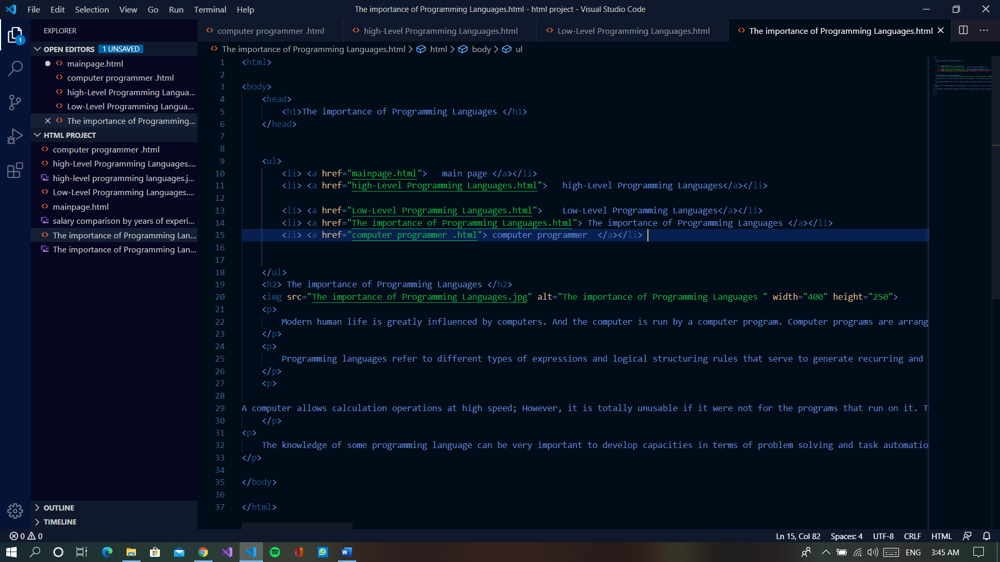 File Edit Selection View Go Run Terminal Help
The importance of Programming Languages.html - html project - Visual Studio Code
EXPLORER
computer programmer .html
high-Level Programming Languages.html
Low-Level Programming Languages.html
The importance of Programming Languages.html
OPEN EDITORS 1 UNSAVED
mainpage.html
computer programmer .html
high-Level Programming Langua...
Low-Level Programming Langua...
The importance of Programming...
HTML PROJECT
computer programmer .html
high-Level Programming Languages....
high-level programming languages.j...
Low-Level Programming Languages....
mainpage.html
salary comparison by years of experi...
The importance of Programming Lan...
The importance of Programming Lan...
OUTLINE
TIMELINE
1
The importance of Programming Languages.html > html > body > ul
1 <html>
2
3 <body>
4 <head>
5 <h1>The importance of Programming Languages </h1>
6 </head>
7
8
9 <ul>
10 <li> <a href="mainpage.html">   main page </a></li>
11 <li> <a href="high-Level Programming Languages.html">   high-Level Programming Languages</a></li>
12
13 <li> <a href="Low-Level Programming Languages.html">    Low-Level Programming Languages</a></li>
14 <li> <a href="The importance of Programming Languages.html"> The importance of Programming Languages </a></li>
15 <li> <a href="computer programmer .html"> computer programmer  </a></li>
16
17
18 </ul>
19 <h2> The importance of Programming Languages </h2>
20 <img src="The importance of Programming Languages.jpg" alt="The importance of Programming Languages " width="400" height="250">
21 <p>
22 Modern human life is greatly influenced by computers. And the computer is run by a computer program. Computer programs are arrang
23 </p>
24 <p>
25 Programming languages refer to different types of expressions and logical structuring rules that serve to generate recurring and
26 </p>
27 <p>
28
29 A computer allows calculation operations at high speed; However, it is totally unusable if it were not for the programs that run on it. T
30 </p>
31 <p>
32 The knowledge of some programming language can be very important to develop capacities in terms of problem solving and task automatio
33 </p>
34
35 </body>
36
37 </html>
0 0
Ln 15, Col 82 Spaces: 4 UTF-8 CRLF HTML
ENG 3:45 AM